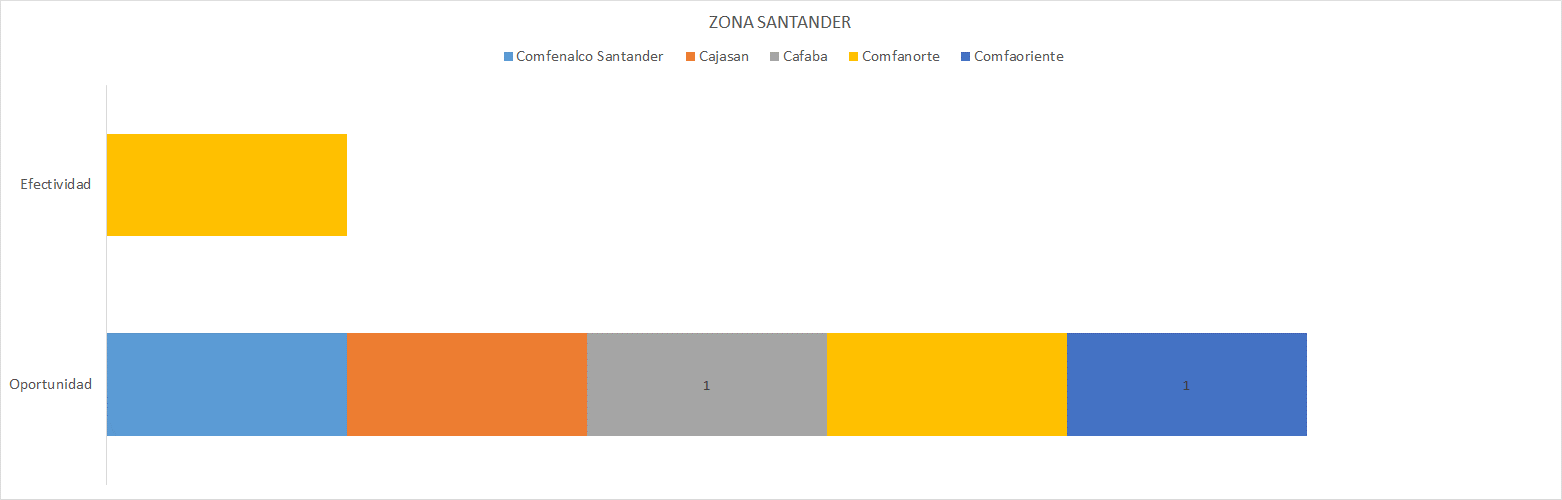 ZONA SANTANDER
Comfenalco Santander Cajasan Cafaba Comfanorte Comfaoriente
Efectividad
Oportunidad
1 1